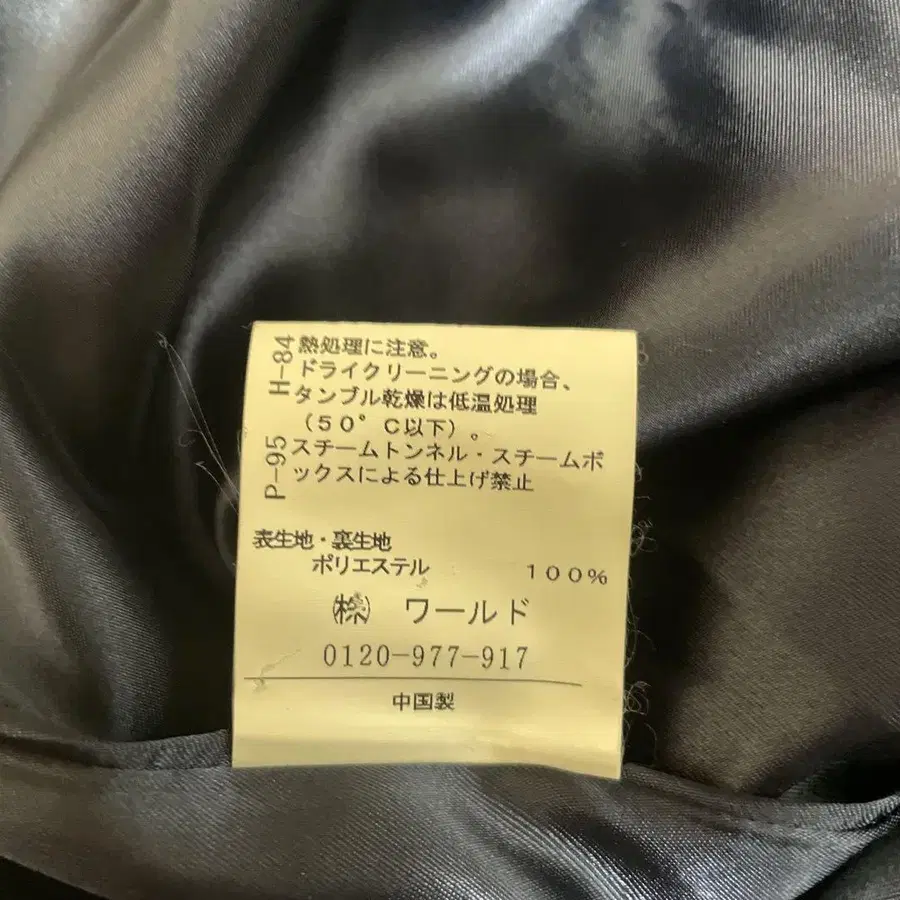 H-84
熱処理に注意。
ドライクリーニングの場合、
タンブル乾燥は低温処理
（50°C以下）。
P-95
スチームトンネル・スチームボ
ックスによる仕上げ禁止
表生地・裏生地
ポリエステル 100%
㈱ ワールド
0120-977-917
中国製